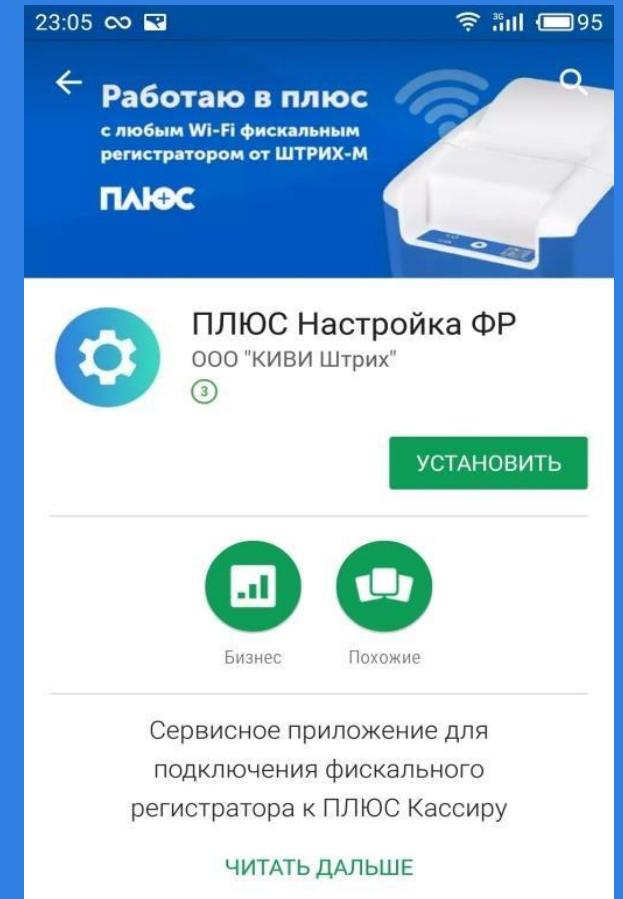 23:05 3G 95
Работаю в плюс
с любым Wi-Fi фискальным
регистратором от ШТРИХ-М
ПЛЮС
ПЛЮС Настройка ФР
ООО "КИВИ Штрих"
3
УСТАНОВИТЬ
Бизнес Похожие
Сервисное приложение для
подключения фискального
регистратора к ПЛЮС Кассиру
ЧИТАТЬ ДАЛЬШЕ